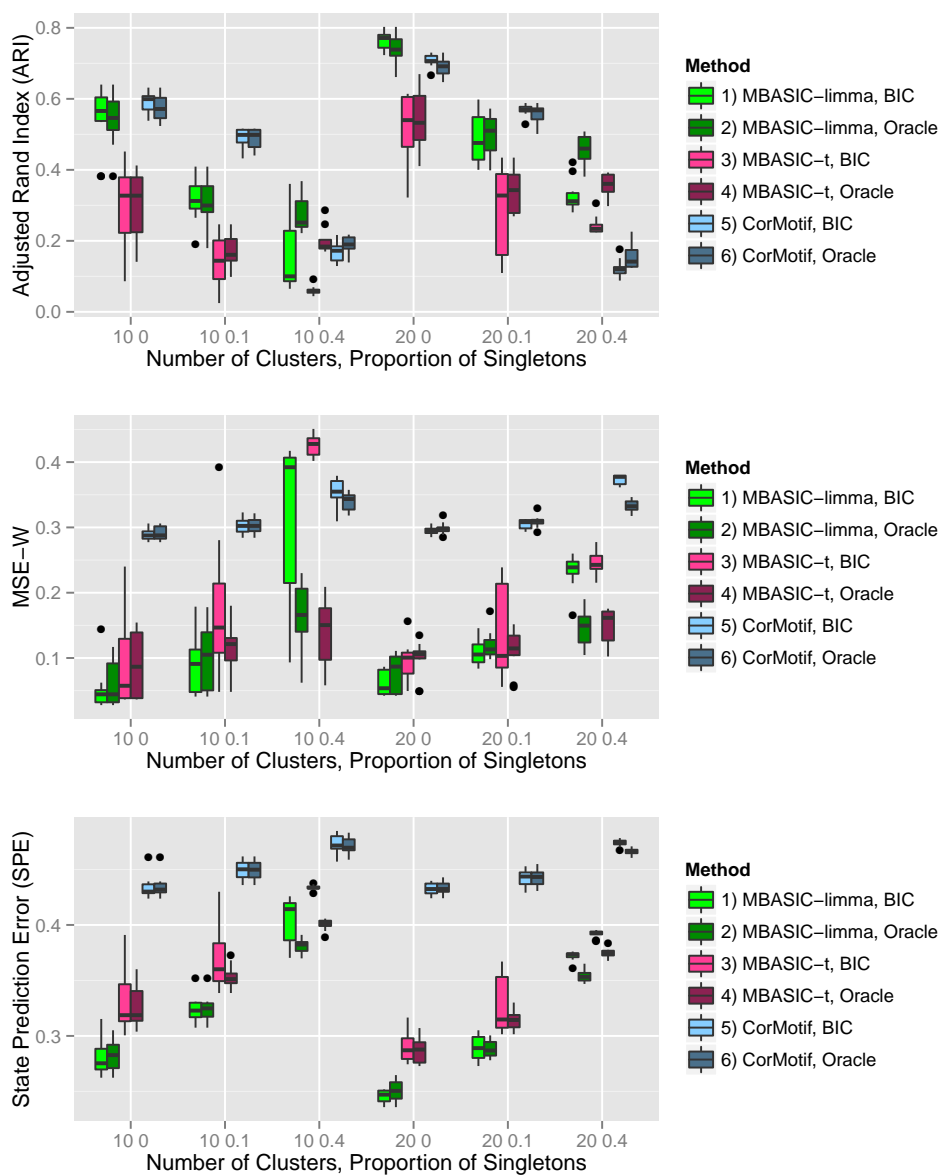 Adjusted Rand Index (ARI)
0.8
0.6
0.4
0.2
0.0
10 0
10 0.1
10 0.4
20 0
20 0.1
20 0.4
Number of Clusters, Proportion of Singletons
Method
1) MBASIC−limma, BIC
2) MBASIC−limma, Oracle
3) MBASIC−t, BIC
4) MBASIC−t, Oracle
5) CorMotif, BIC
6) CorMotif, Oracle
MSE−W
0.4
0.3
0.2
0.1
10 0
10 0.1
10 0.4
20 0
20 0.1
20 0.4
Number of Clusters, Proportion of Singletons
Method
1) MBASIC−limma, BIC
2) MBASIC−limma, Oracle
3) MBASIC−t, BIC
4) MBASIC−t, Oracle
5) CorMotif, BIC
6) CorMotif, Oracle
State Prediction Error (SPE)
0.4
0.3
10 0
10 0.1
10 0.4
20 0
20 0.1
20 0.4
Number of Clusters, Proportion of Singletons
Method
1) MBASIC−limma, BIC
2) MBASIC−limma, Oracle
3) MBASIC−t, BIC
4) MBASIC−t, Oracle
5) CorMotif, BIC
6) CorMotif, Oracle